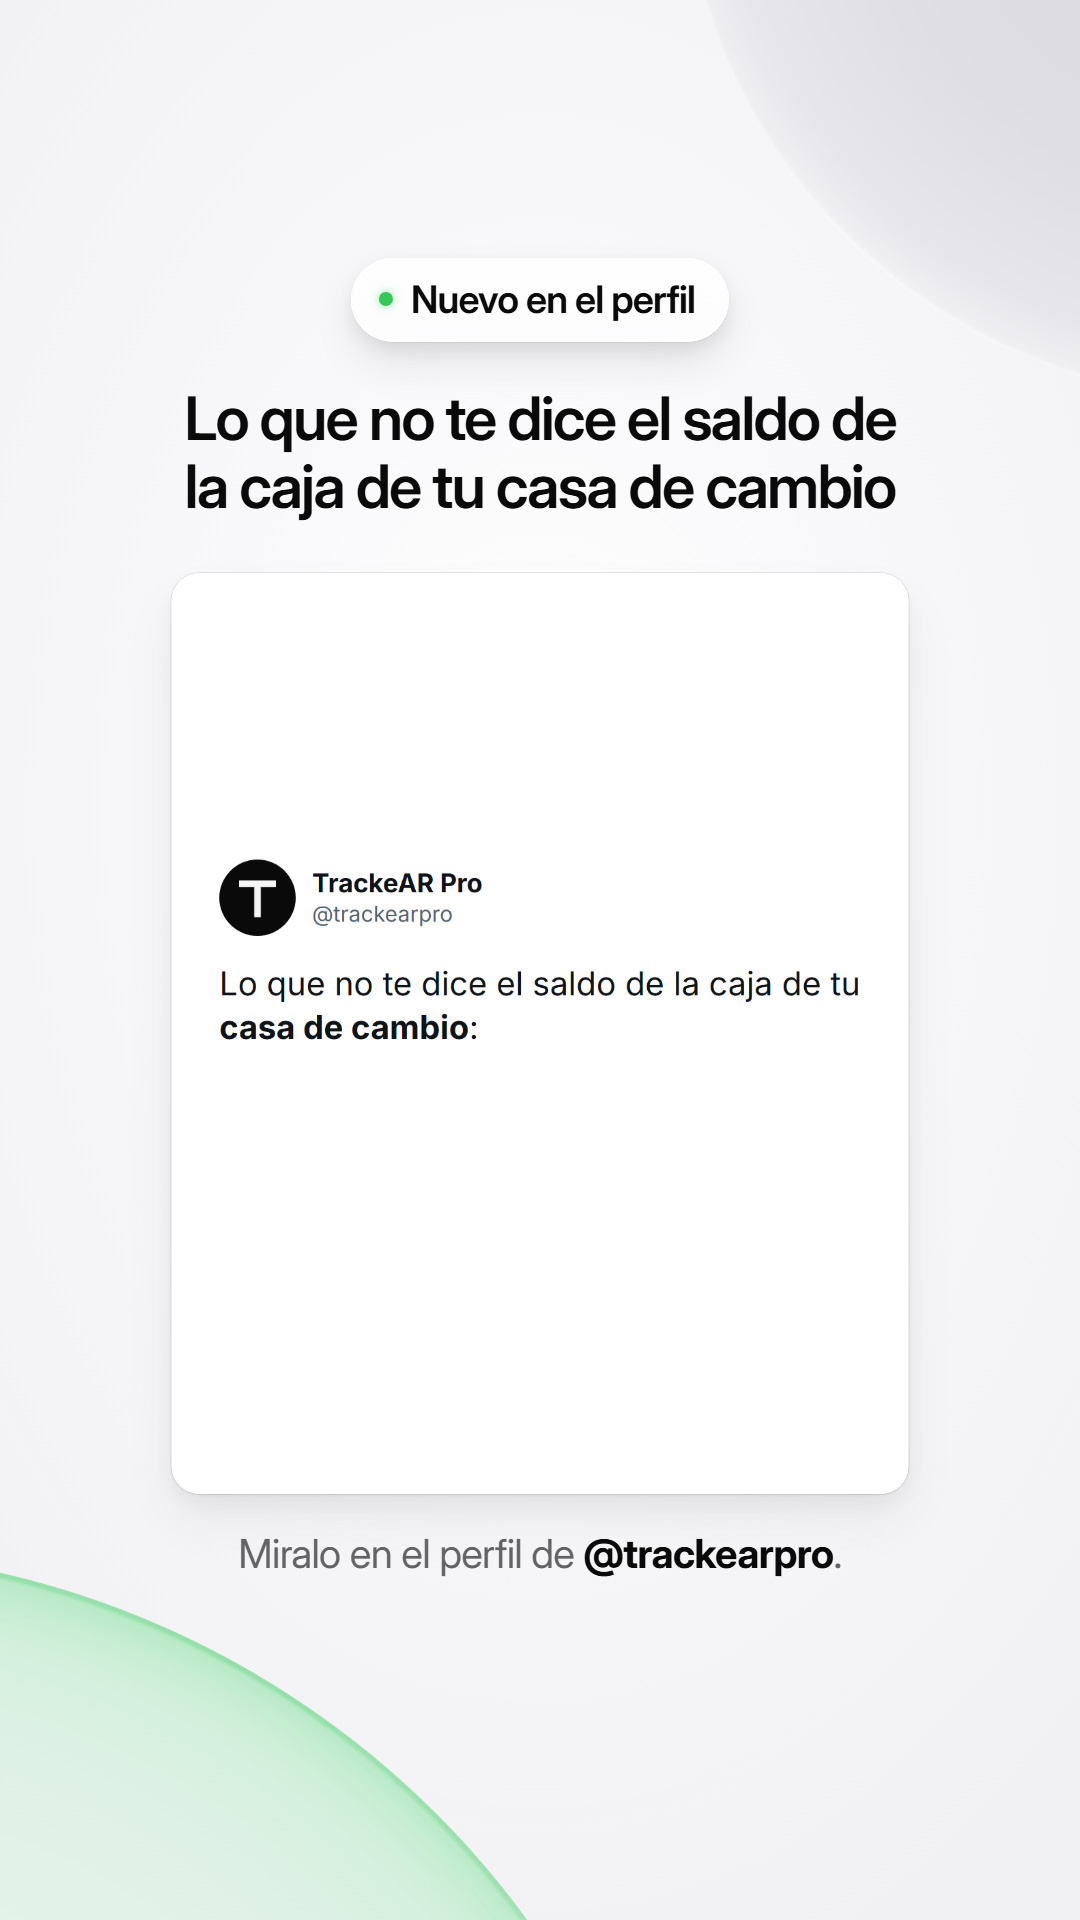 Nuevo en el perfil
Lo que no te dice el saldo de
la caja de tu casa de cambio
T
TrackeAR Pro
@trackearpro
Lo que no te dice el saldo de la caja de tu
casa de cambio:
Miralo en el perfil de @trackearpro.